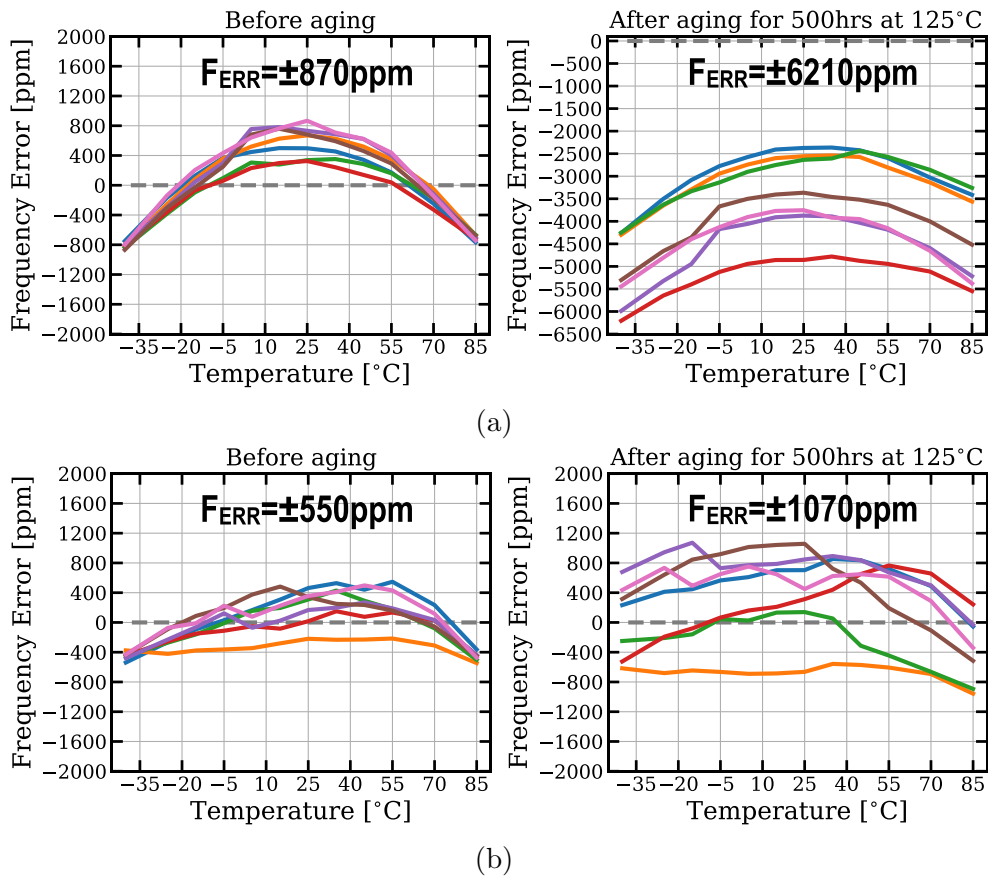 Before aging
After aging for 500hrs at 125°C
F_ERR=±870ppm
F_ERR=±6210ppm
Frequency Error [ppm]
2000
1600
1200
800
400
0
−400
−800
−1200
−1600
−2000
−35 −20 −5 10 25 40 55 70 85
Temperature [°C]
Frequency Error [ppm]
0
−500
−1000
−1500
−2000
−2500
−3000
−3500
−4000
−4500
−5000
−5500
−6000
−6500
−35 −20 −5 10 25 40 55 70 85
Temperature [°C]
(a)
Before aging
After aging for 500hrs at 125°C
F_ERR=±550ppm
F_ERR=±1070ppm
Frequency Error [ppm]
2000
1600
1200
800
400
0
−400
−800
−1200
−1600
−2000
−35 −20 −5 10 25 40 55 70 85
Temperature [°C]
Frequency Error [ppm]
2000
1600
1200
800
400
0
−400
−800
−1200
−1600
−2000
−35 −20 −5 10 25 40 55 70 85
Temperature [°C]
(b)